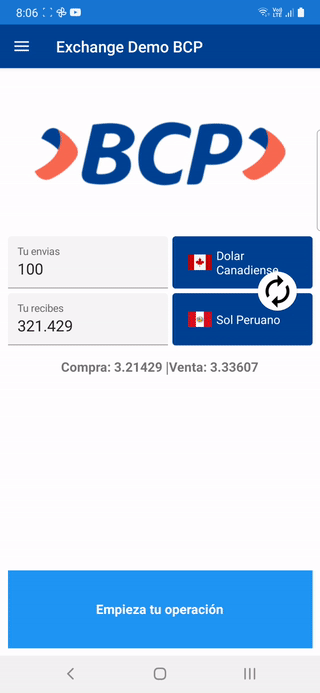 8:06
Exchange Demo BCP
BCP
Tu envias
100
Dolar
Canadiense
Tu recibes
321.429
Sol Peruano
Compra: 3.21429 |Venta: 3.33607
Empieza tu operación